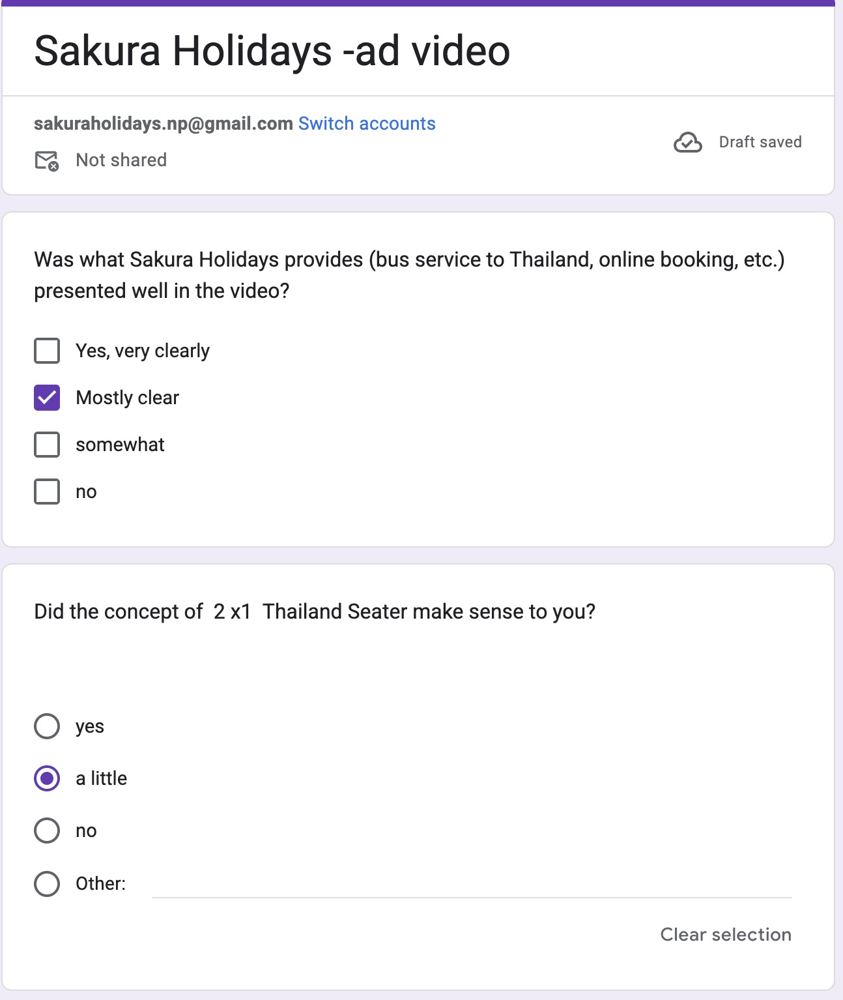 Sakura Holidays -ad video
sakuraholidays.np@gmail.com Switch accounts
Not shared
Draft saved
Was what Sakura Holidays provides (bus service to Thailand, online booking, etc.)
presented well in the video?
Yes, very clearly
Mostly clear
somewhat
no
Did the concept of  2 x1  Thailand Seater make sense to you?
yes
a little
no
Other:
Clear selection